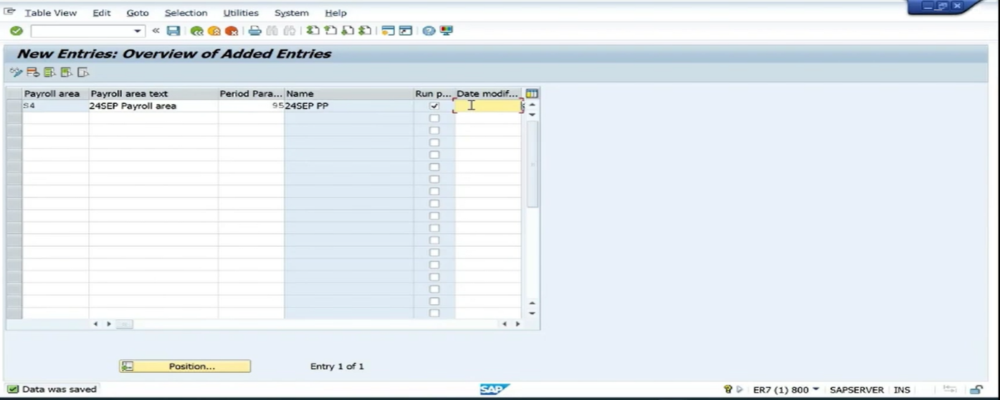 Table View Edit Goto Selection Utilities System Help
New Entries: Overview of Added Entries
Payroll area Payroll area text Period Para... Name Run p... Date modif...
S4 24SEP Payroll area 95 24SEP PP
Position... Entry 1 of 1
Data was saved SAP ER7 (1) 800 SAPSERVER INS